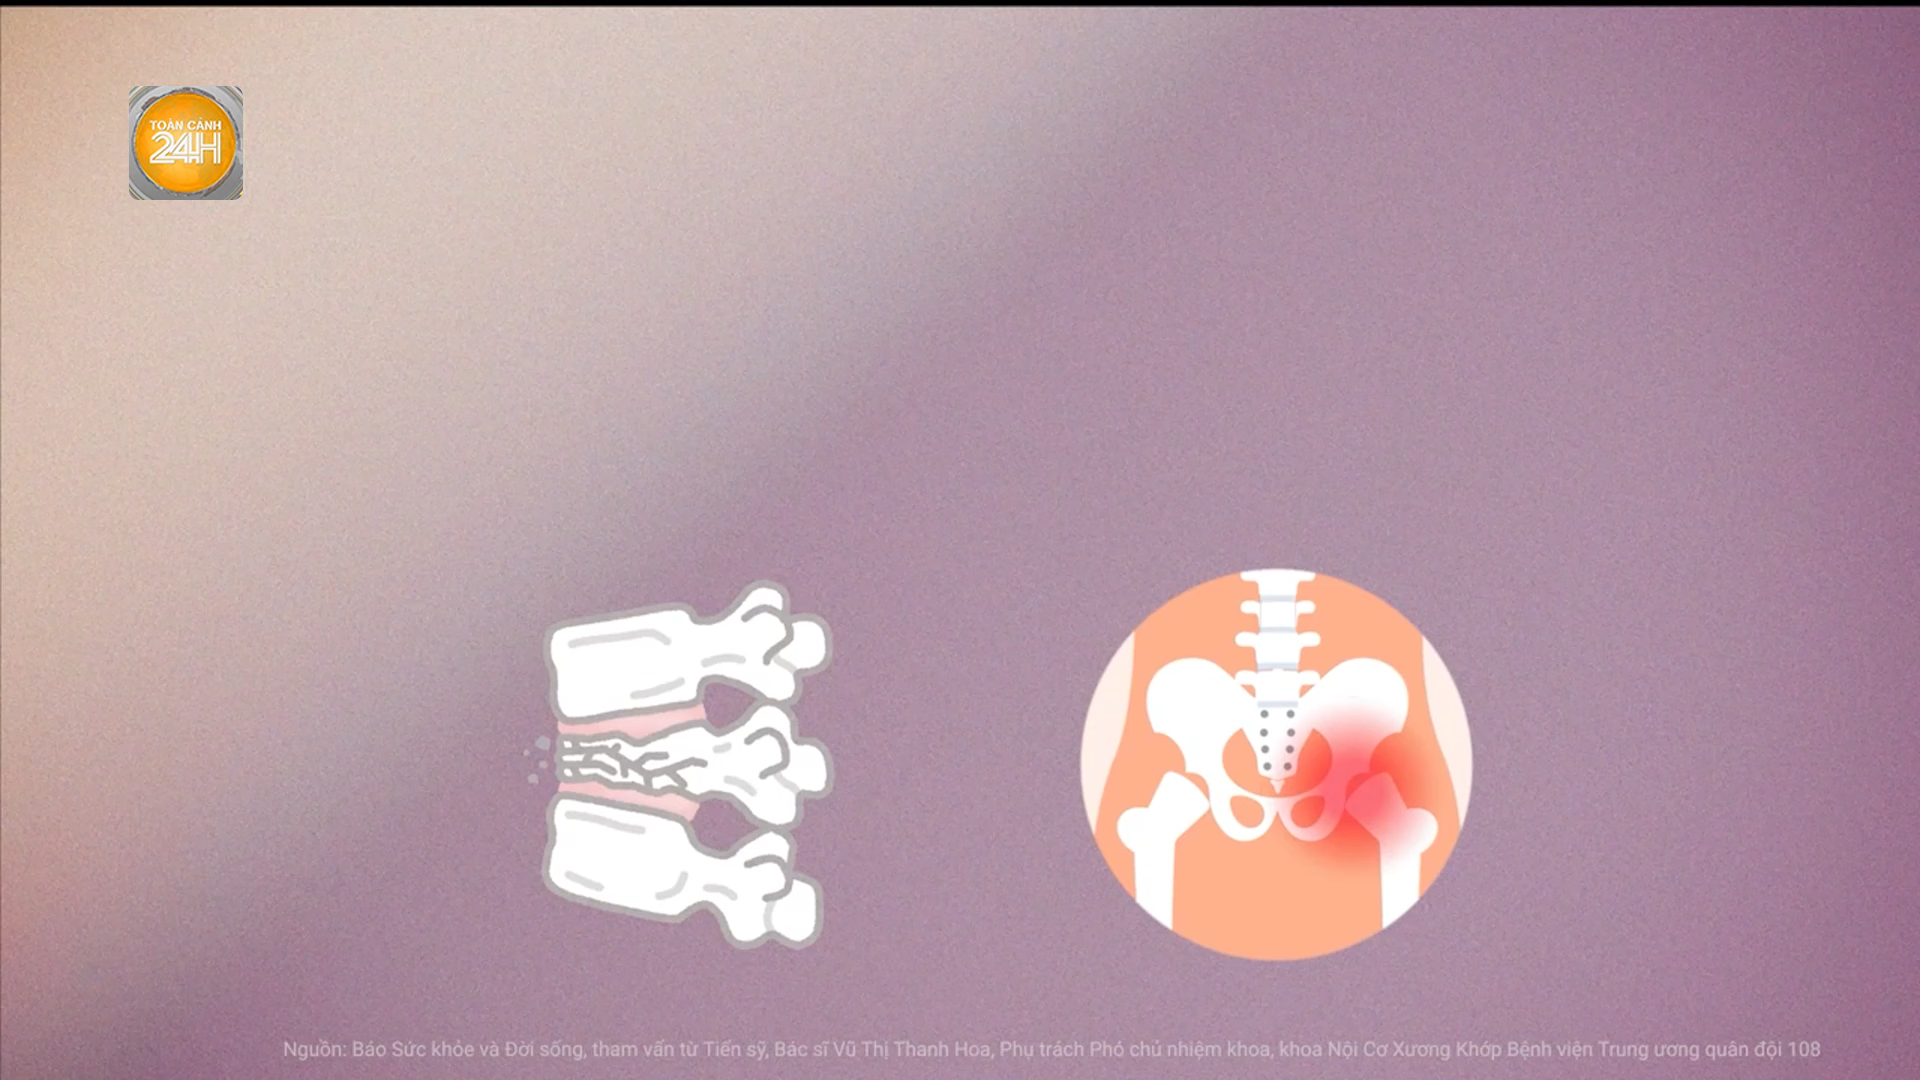 TOÀN CẢNH
24H
Nguồn: Báo Sức khỏe và Đời sống, tham vấn từ Tiến sỹ, Bác sĩ Vũ Thị Thanh Hoa, Phụ trách Phó chủ nhiệm khoa, khoa Nội Cơ Xương Khớp Bệnh viện Trung ương quân đội 108